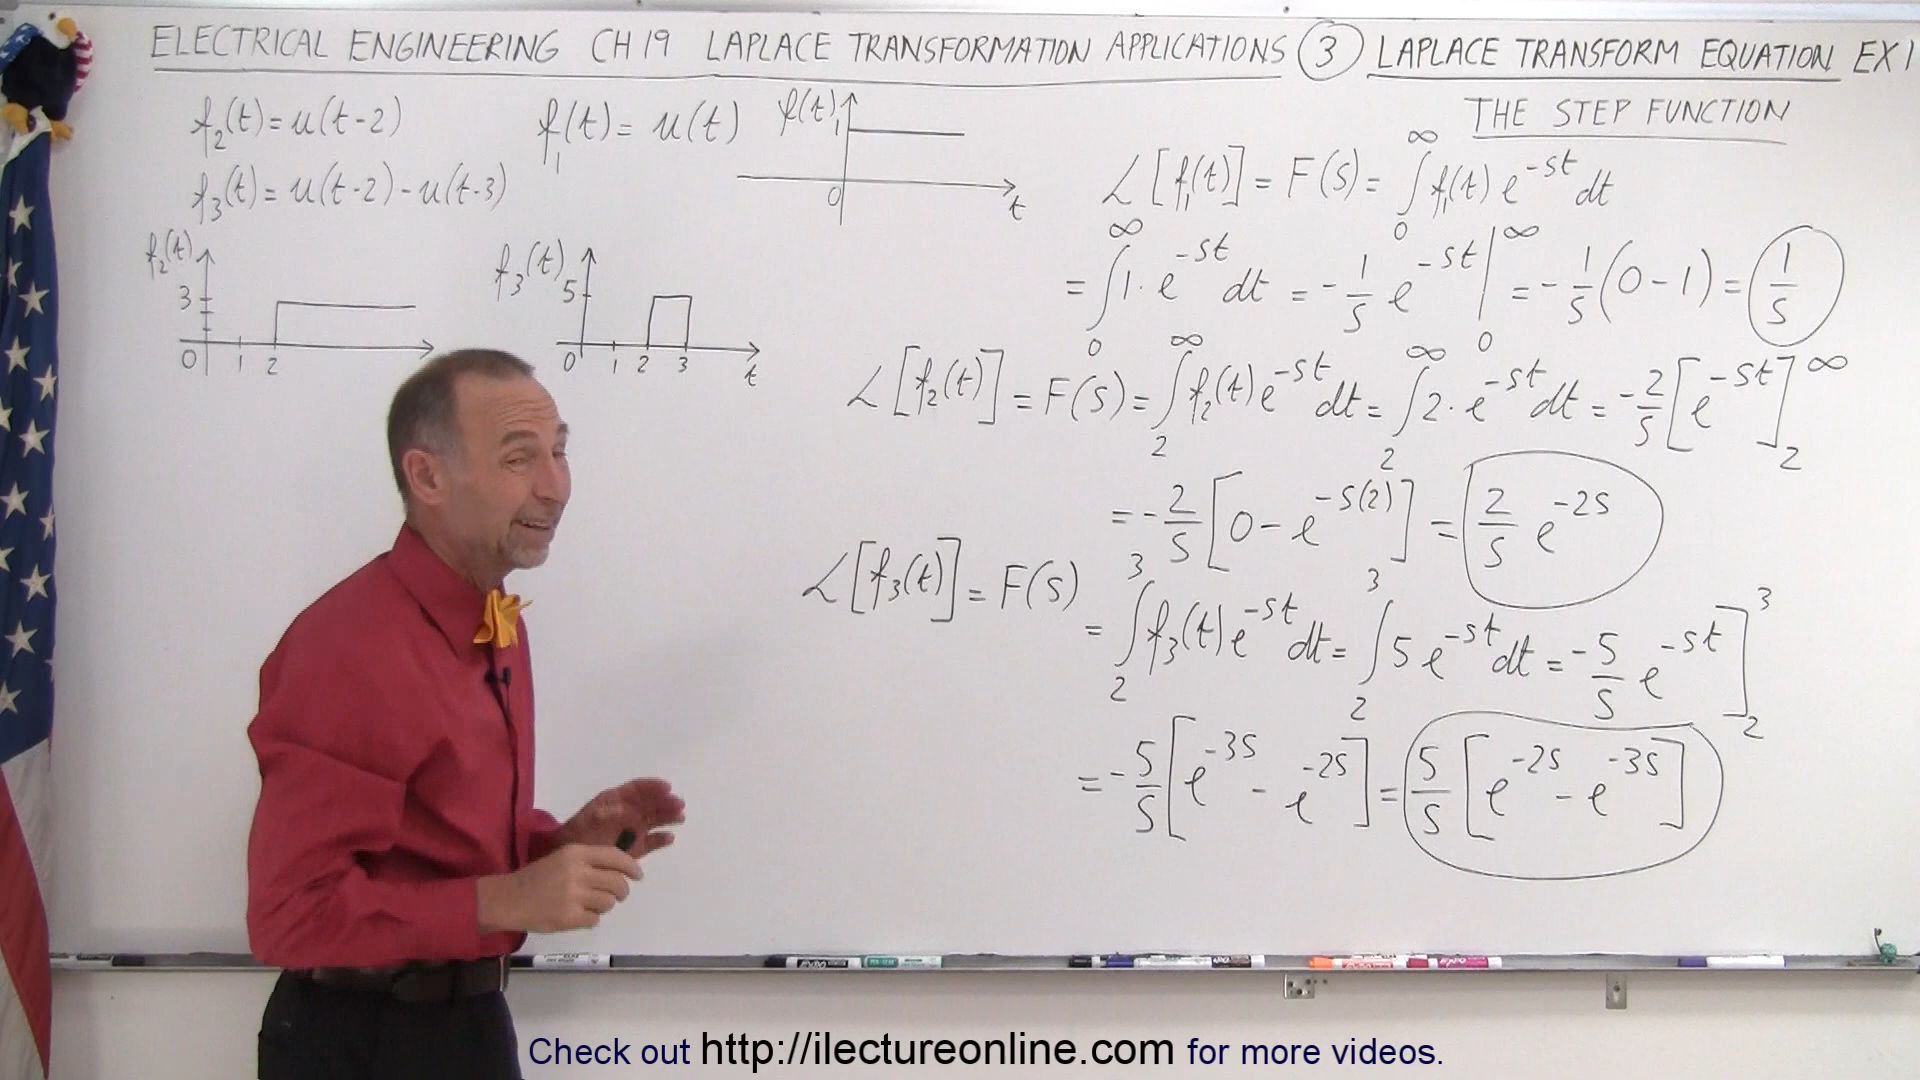 ELECTRICAL ENGINEERING CH 19 LAPLACE TRANSFORMATION APPLICATIONS 3 LAPLACE TRANSFORM EQUATION EX 1
THE STEP FUNCTION
f₂(t) = u(t-2)
f₃(t) = u(t-2) - u(t-3)
f₁(t) = u(t)
f(t) 1 0 t
f₂(t) 3 0 1 2
f₃(t) 5 0 1 2 3 t
ℒ[f₁(t)] = F(s) = ∫₀^∞ f₁(t) e^-st dt
= ∫₀^∞ 1· e^-st dt = - 1/s e^-st |₀^∞ = - 1/s (0 - 1) = 1/s
ℒ[f₂(t)] = F(s) = ∫₂^∞ f₂(t) e^-st dt = ∫₂^∞ 2· e^-st dt = - 2/s [e^-st]₂^∞
= - 2/s [0 - e^-s(2)] = 2/s e^-2s
ℒ[f₃(t)] = F(s)
= ∫₂³ f₃(t) e^-st dt = ∫₂³ 5 e^-st dt = -5/s e^-st ]₂³
= - 5/s [e^-3s - e^-2s] = 5/s [e^-2s - e^-3s]
Check out http://ilectureonline.com for more videos.